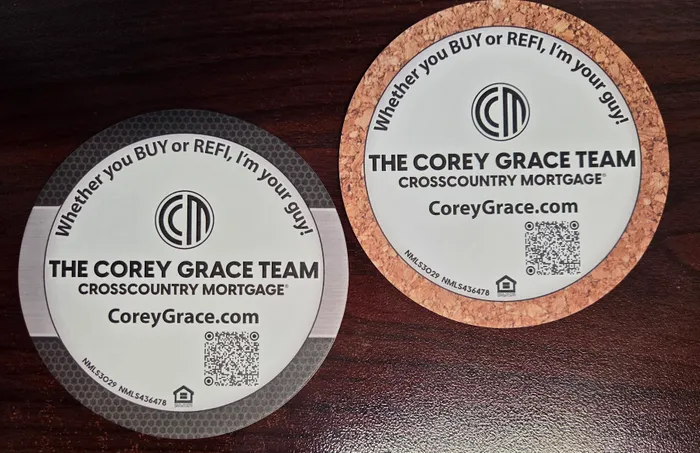 Whether you BUY or REFI, I'm your guy!
CM
THE COREY GRACE TEAM
CROSSCOUNTRY MORTGAGE®
CoreyGrace.com
NMLS3029 NMLS436478
Whether you BUY or REFI, I'm your guy!
CM
THE COREY GRACE TEAM
CROSSCOUNTRY MORTGAGE®
CoreyGrace.com
NMLS3029 NMLS436478